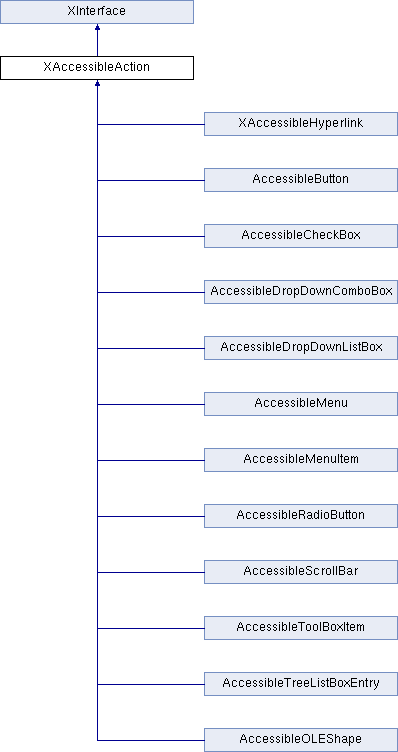 XInterface
XAccessibleAction
XAccessibleHyperlink
AccessibleButton
AccessibleCheckBox
AccessibleDropDownComboBox
AccessibleDropDownListBox
AccessibleMenu
AccessibleMenuItem
AccessibleRadioButton
AccessibleScrollBar
AccessibleToolBoxItem
AccessibleTreeListBoxEntry
AccessibleOLEShape